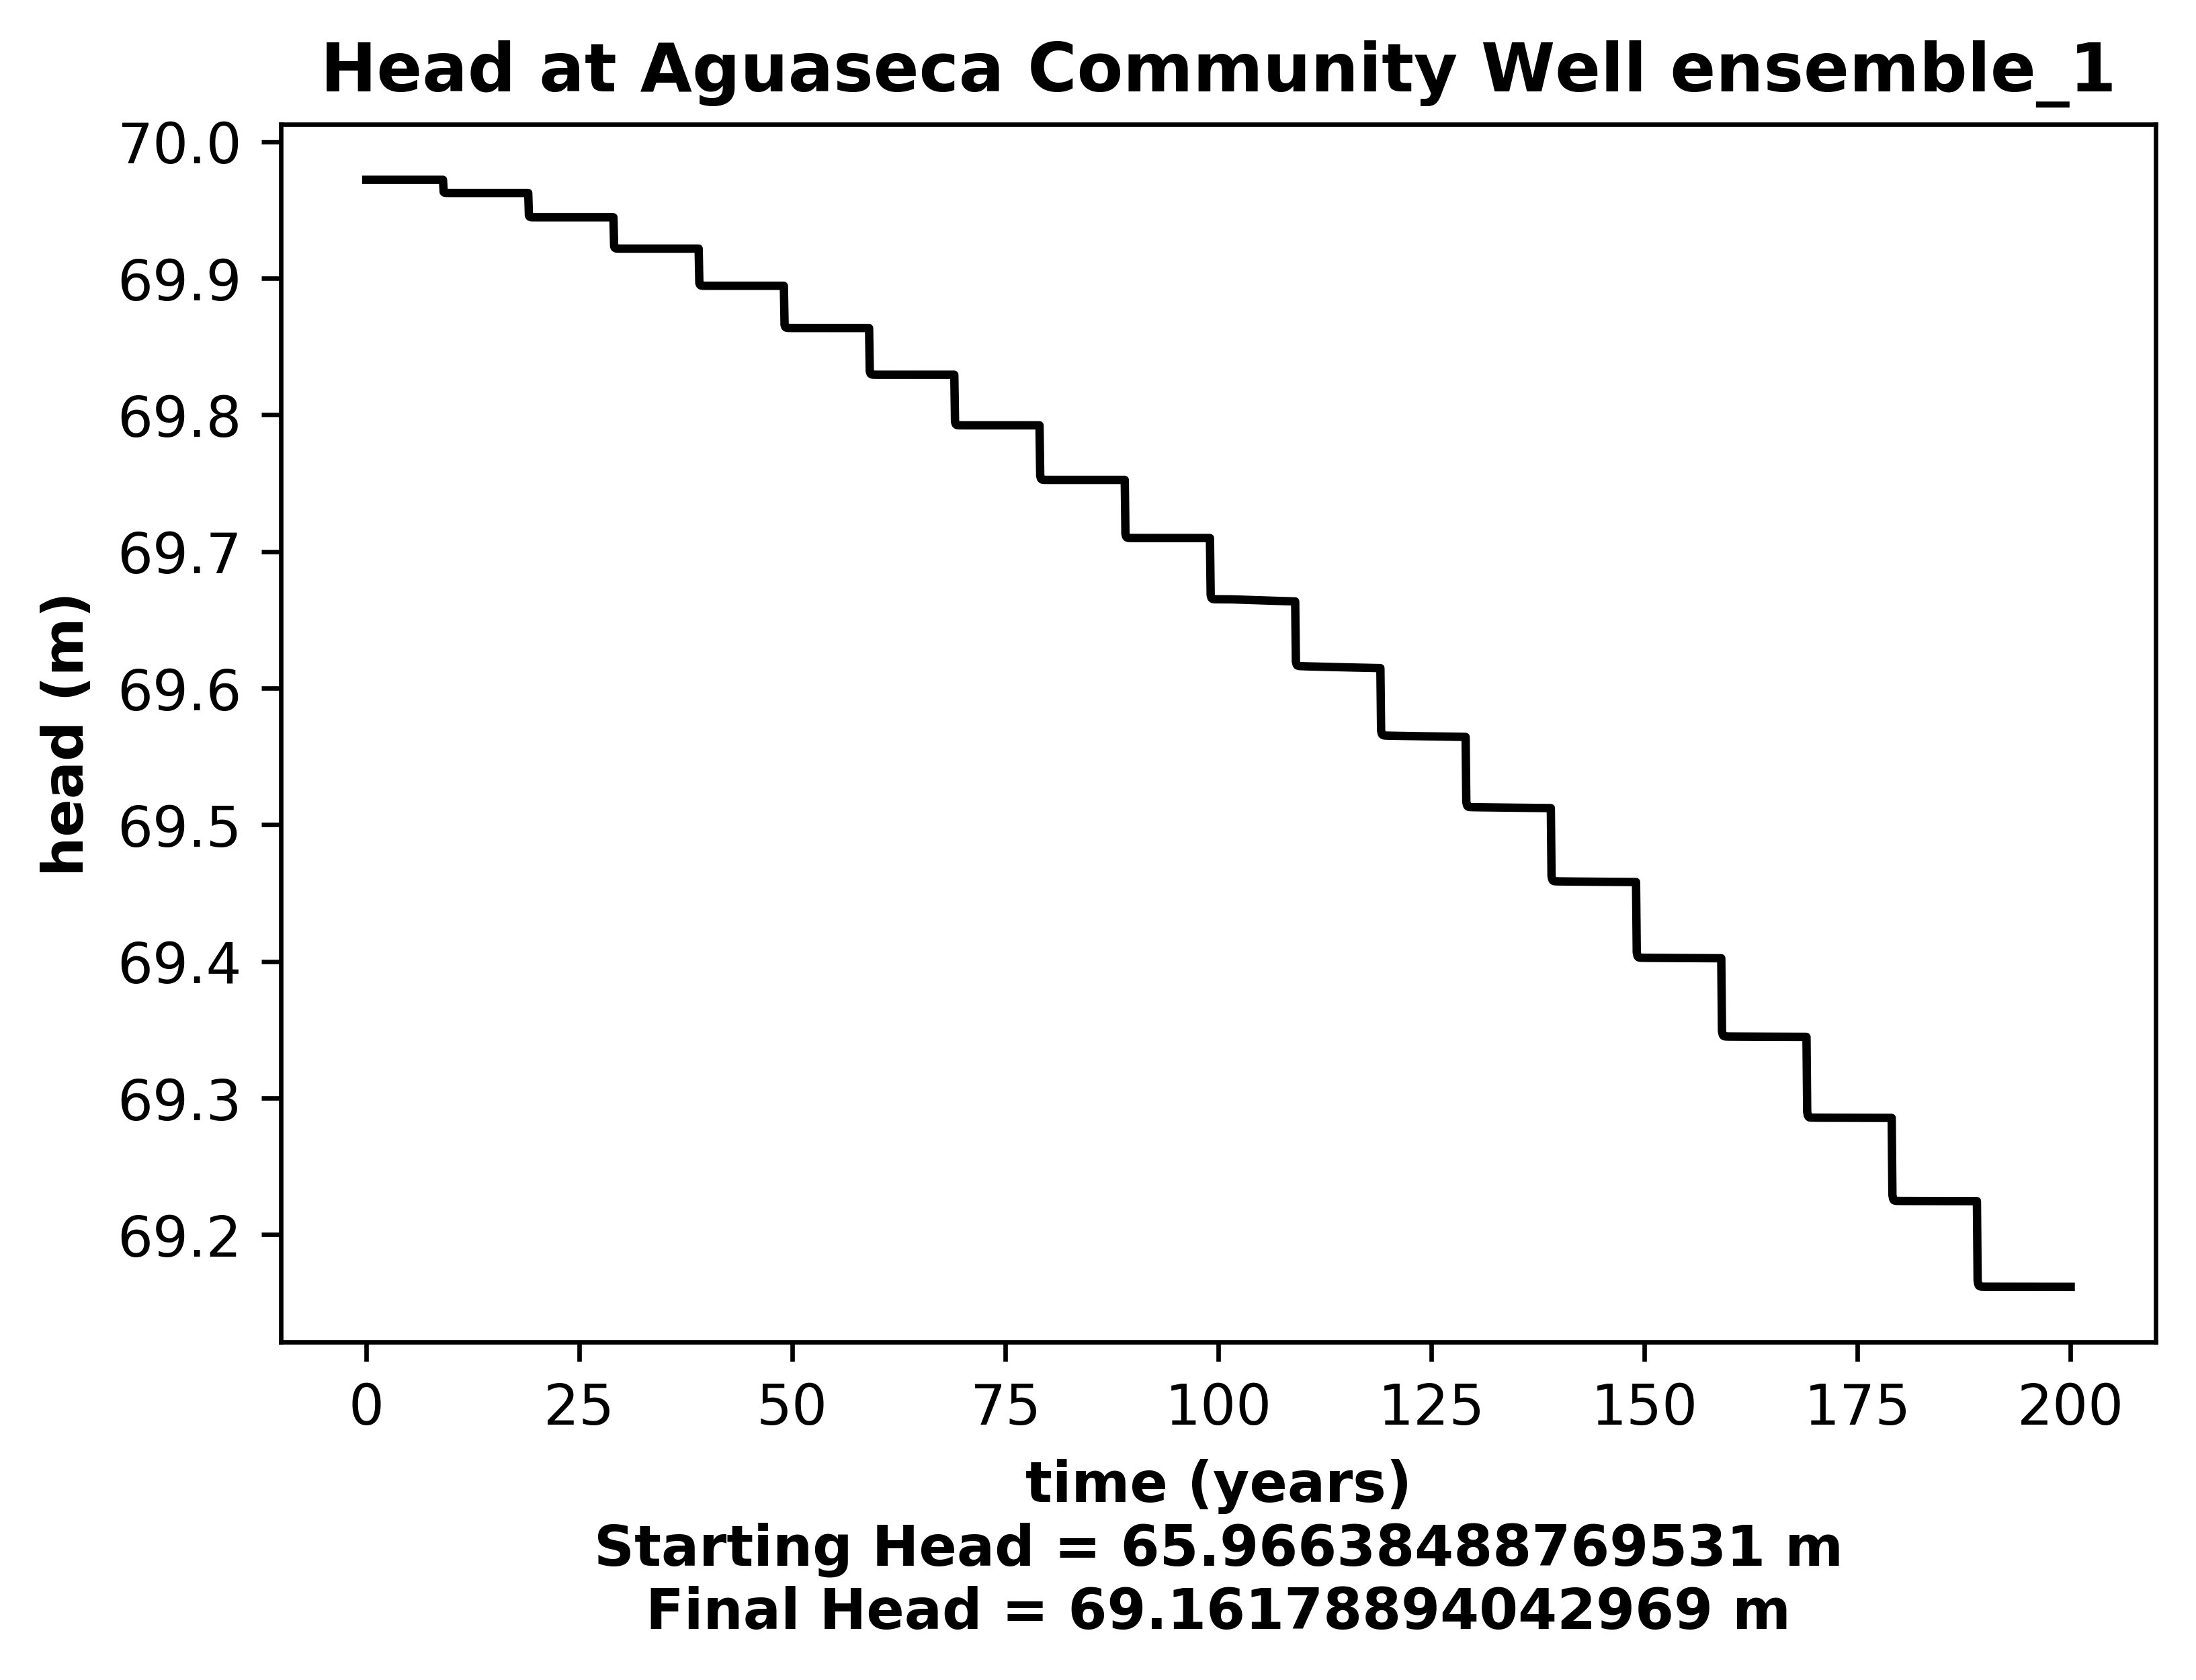 Head at Aguaseca Community Well ensemble_1
70.0
69.9
69.8
69.7
69.6
69.5
69.4
69.3
69.2
head (m)
0 25 50 75 100 125 150 175 200
time (years)
Starting Head = 65.96638488769531 m
Final Head = 69.16178894042969 m